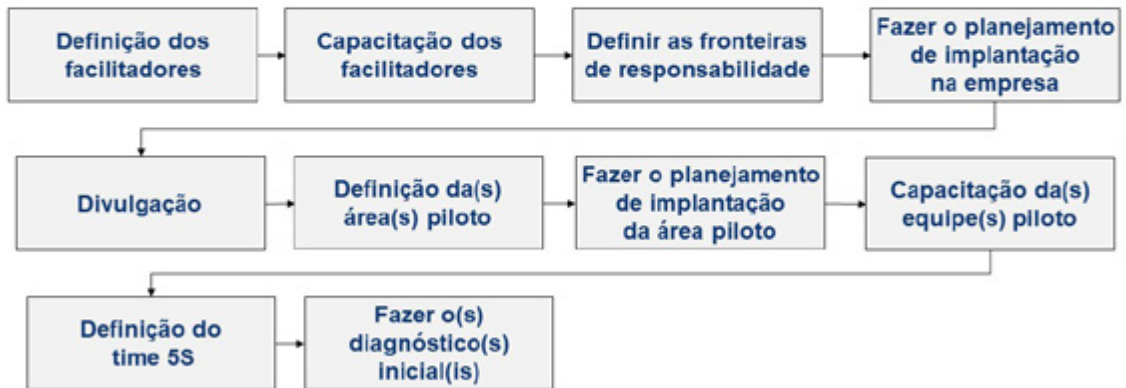 Definição dos
facilitadores
Capacitação dos
facilitadores
Definir as fronteiras
de responsabilidade
Fazer o planejamento
de implantação
na empresa
Divulgação
Definição da(s)
área(s) piloto
Fazer o planejamento
de implantação
da área piloto
Capacitação da(s)
equipe(s) piloto
Definição do
time 5S
Fazer o(s)
diagnóstico(s)
inicial(is)